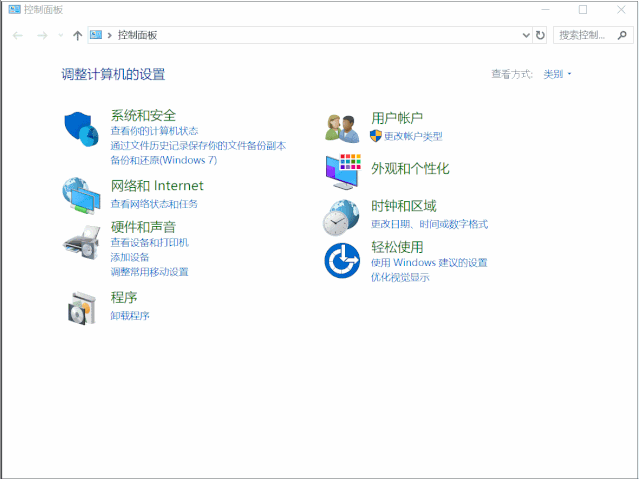 控制面板
控制面板
搜索控制...
调整计算机的设置
查看方式: 类别
系统和安全
查看你的计算机状态
通过文件历史记录保存你的文件备份副本
备份和还原(Windows 7)
网络和 Internet
查看网络状态和任务
硬件和声音
查看设备和打印机
添加设备
调整常用移动设置
程序
卸载程序
用户帐户
更改帐户类型
外观和个性化
时钟和区域
更改日期、时间或数字格式
轻松使用
使用 Windows 建议的设置
优化视觉显示